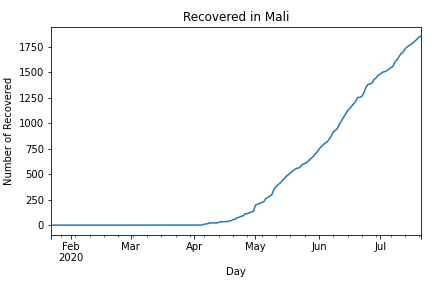 Recovered in Mali
Number of Recovered
1750
1500
1250
1000
750
500
250
0
Feb
2020
Mar
Apr
May
Jun
Jul
Day